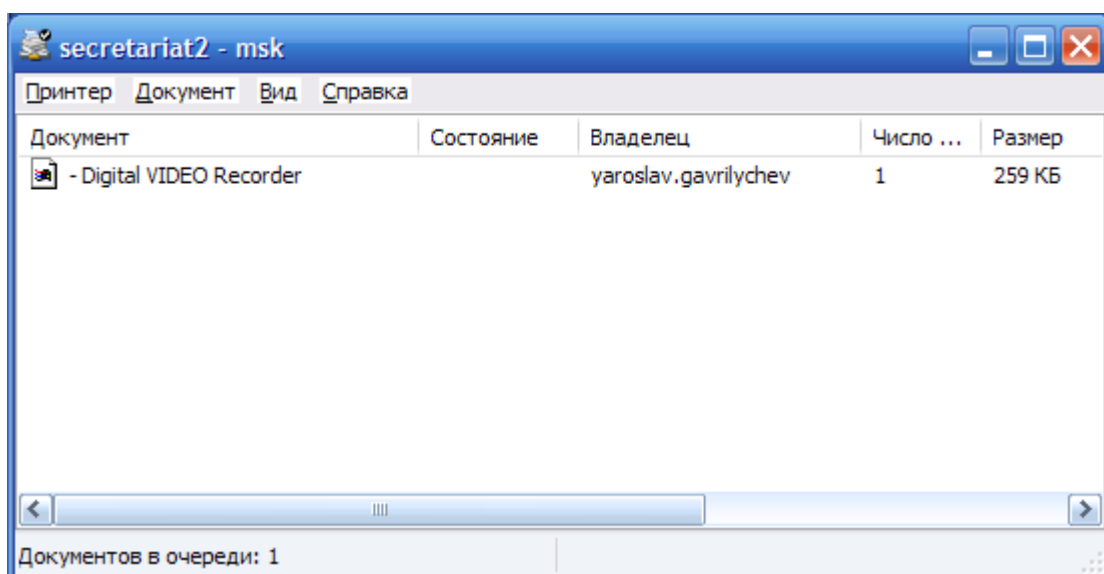 secretariat2 - msk
Принтер Документ Вид Справка
Документ Состояние Владелец Число ... Размер
- Digital VIDEO Recorder yaroslav.gavrilychev 1 259 КБ
Документов в очереди: 1